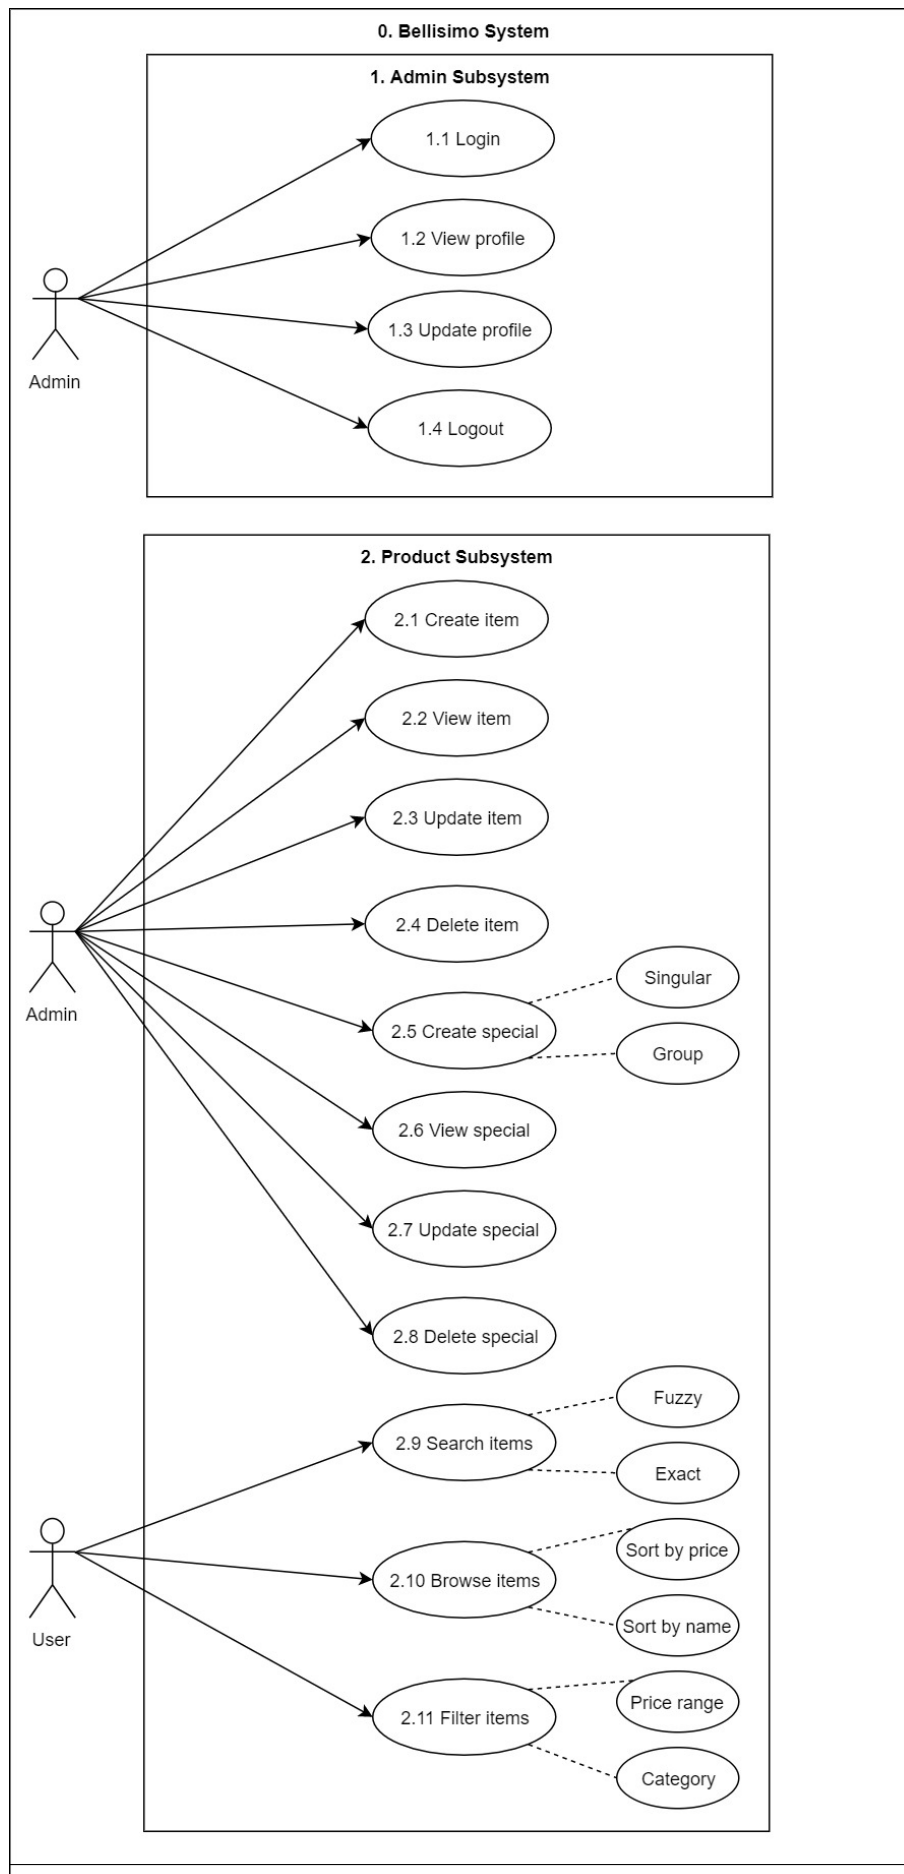 0. Bellisimo System
1. Admin Subsystem
1.1 Login
1.2 View profile
1.3 Update profile
Admin
1.4 Logout
2. Product Subsystem
2.1 Create item
2.2 View item
2.3 Update item
2.4 Delete item
Admin
Singular
2.5 Create special
Group
2.6 View special
2.7 Update special
2.8 Delete special
Fuzzy
2.9 Search items
Exact
Sort by price
2.10 Browse items
Sort by name
User
Price range
2.11 Filter items
Category